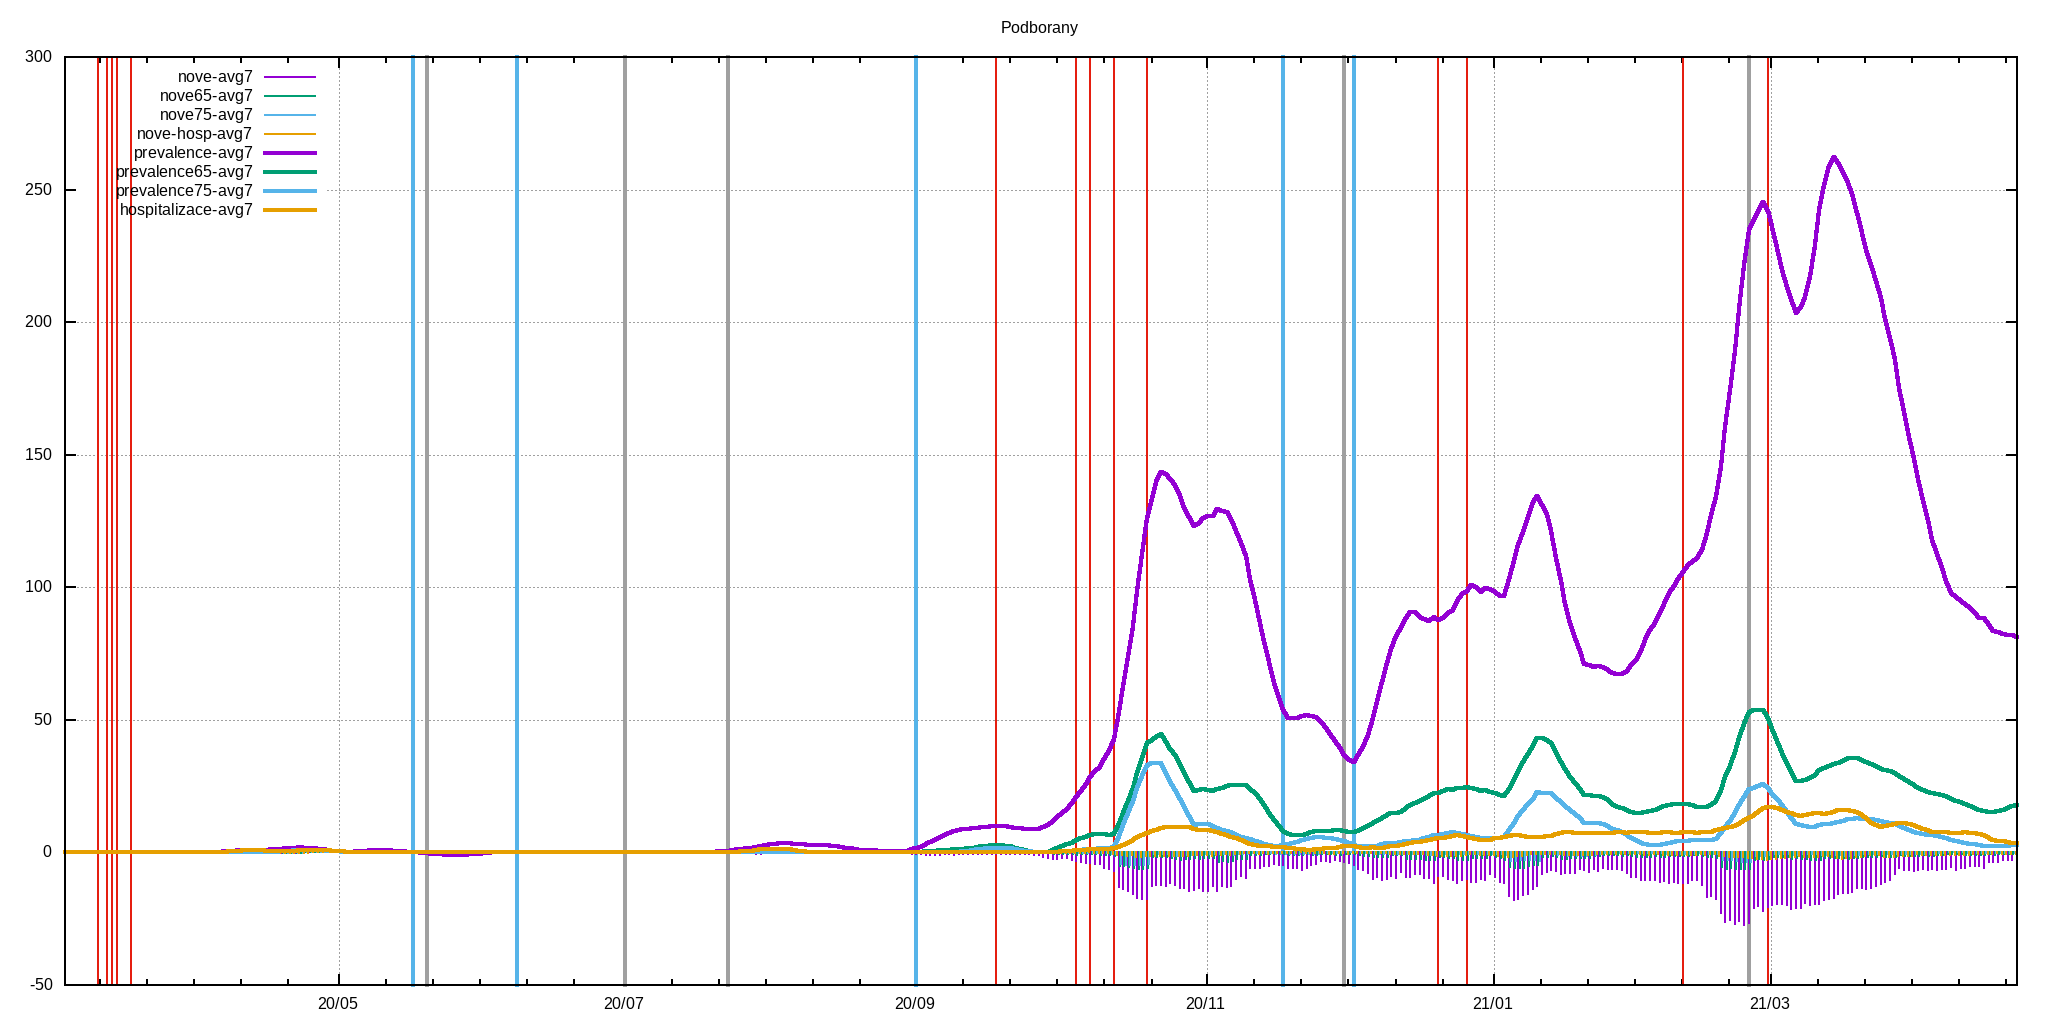 Podborany
300
nove-avg7
nove65-avg7
nove75-avg7
nove-hosp-avg7
prevalence-avg7
prevalence65-avg7
prevalence75-avg7
hospitalizace-avg7
250
200
150
100
50
0
-50
20/05 20/07 20/09 20/11 21/01 21/03